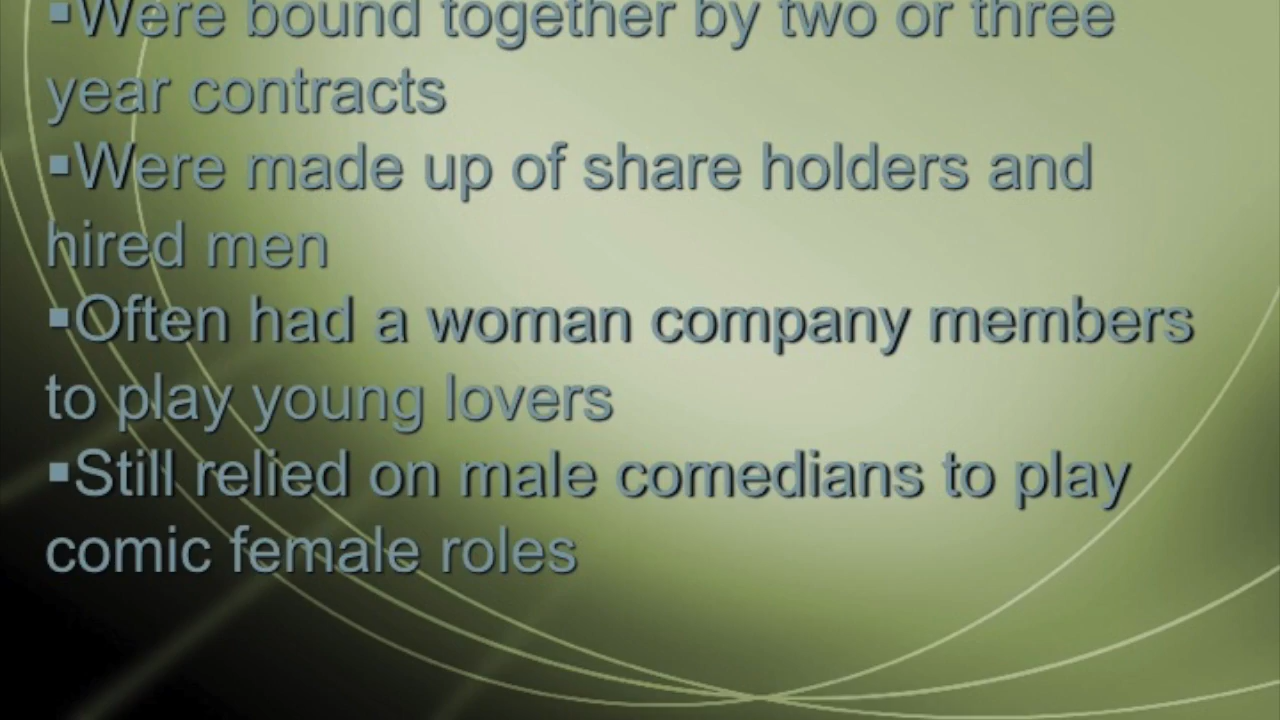 ▪Were bound together by two or three
year contracts
▪Were made up of share holders and
hired men
▪Often had a woman company members
to play young lovers
▪Still relied on male comedians to play
comic female roles